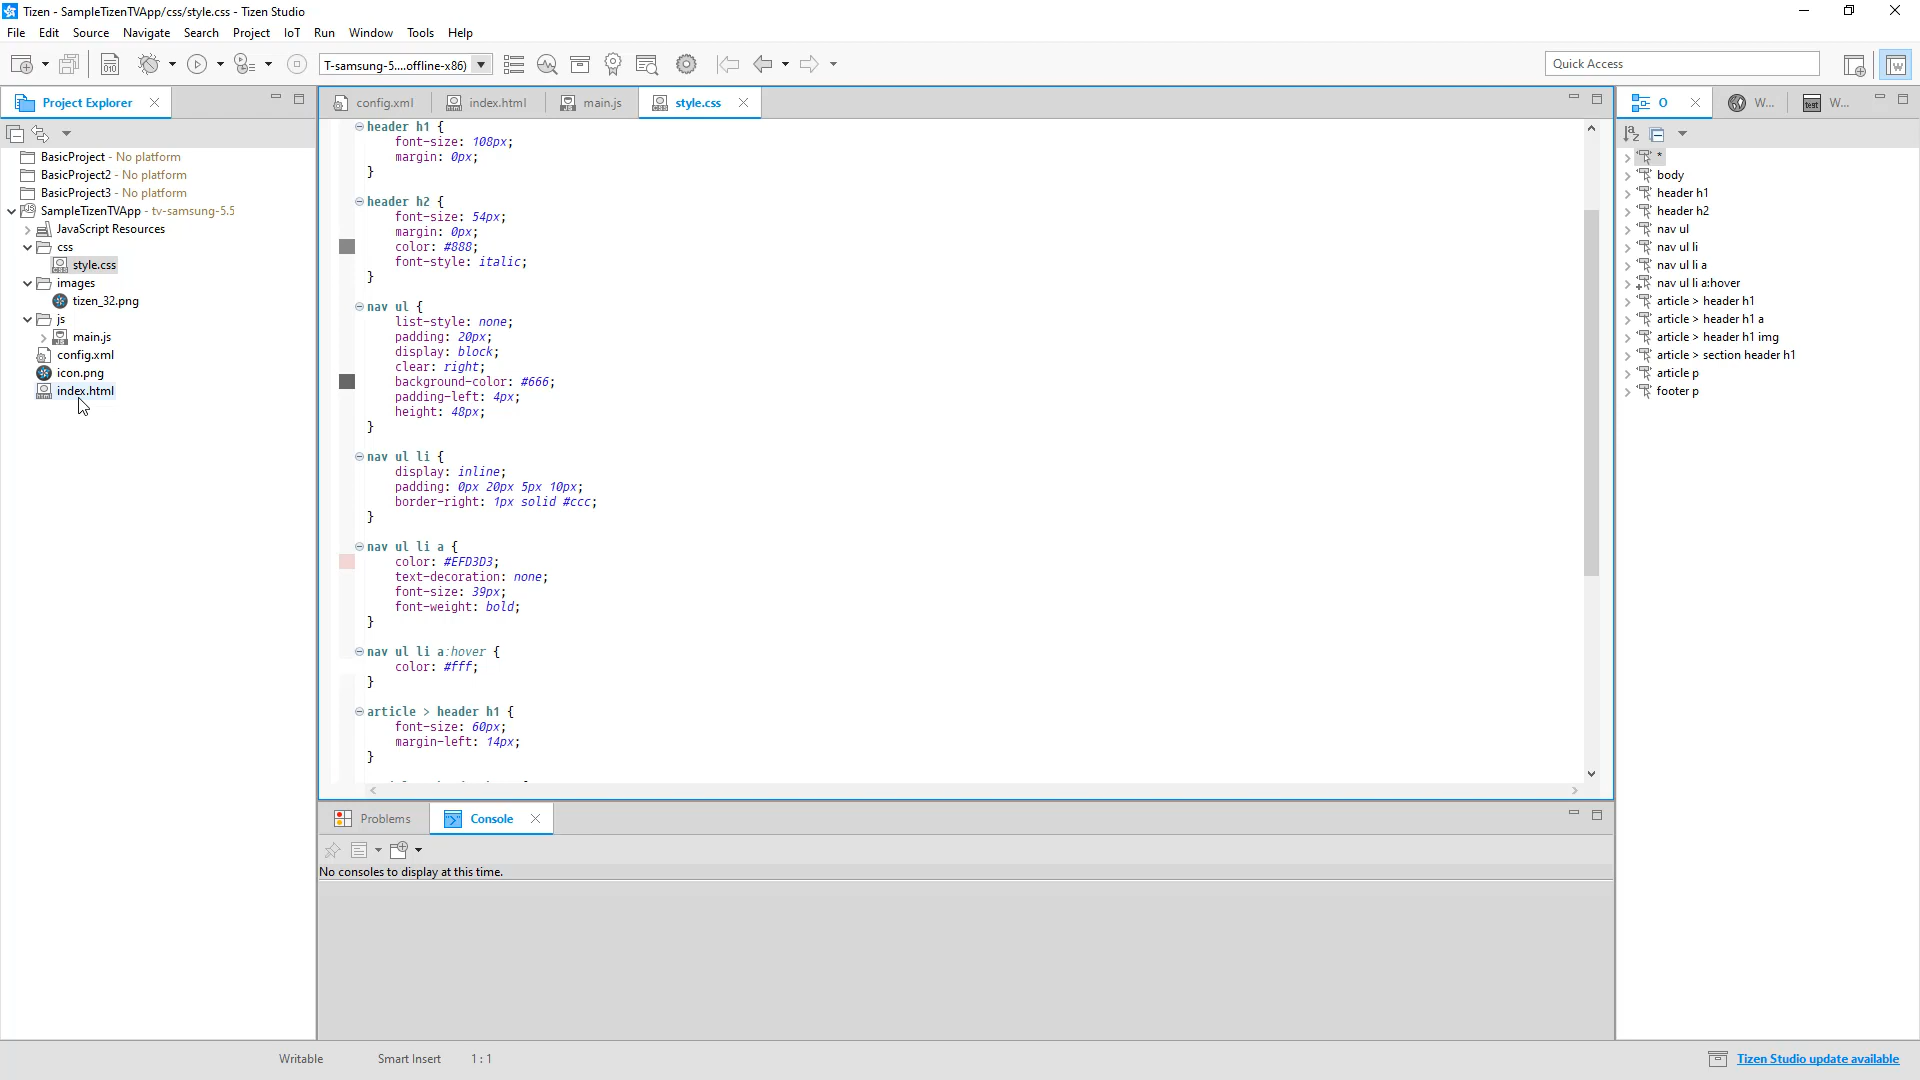 Tizen - SampleTizenTVApp/css/style.css - Tizen Studio
File Edit Source Navigate Search Project IoT Run Window Tools Help
T-samsung-5....offline-x86)
Quick Access
Project Explorer
BasicProject - No platform
BasicProject2 - No platform
BasicProject3 - No platform
SampleTizenTVApp - tv-samsung-5.5
JavaScript Resources
css
style.css
images
tizen_32.png
js
main.js
config.xml
icon.png
index.html
config.xml index.html main.js style.css
header h1 {
font-size: 108px;
margin: 0px;
}
header h2 {
font-size: 54px;
margin: 0px;
color: #888;
font-style: italic;
}
nav ul {
list-style: none;
padding: 20px;
display: block;
clear: right;
background-color: #666;
padding-left: 4px;
height: 48px;
}
nav ul li {
display: inline;
padding: 0px 20px 5px 10px;
border-right: 1px solid #ccc;
}
nav ul li a {
color: #EFD3D3;
text-decoration: none;
font-size: 39px;
font-weight: bold;
}
nav ul li a:hover {
color: #fff;
}
article > header h1 {
font-size: 60px;
margin-left: 14px;
}
Problems Console
No consoles to display at this time.
O W... W...
*
body
header h1
header h2
nav ul
nav ul li
nav ul li a
nav ul li a:hover
article > header h1
article > header h1 a
article > header h1 img
article > section header h1
article p
footer p
Writable Smart Insert 1 : 1
Tizen Studio update available